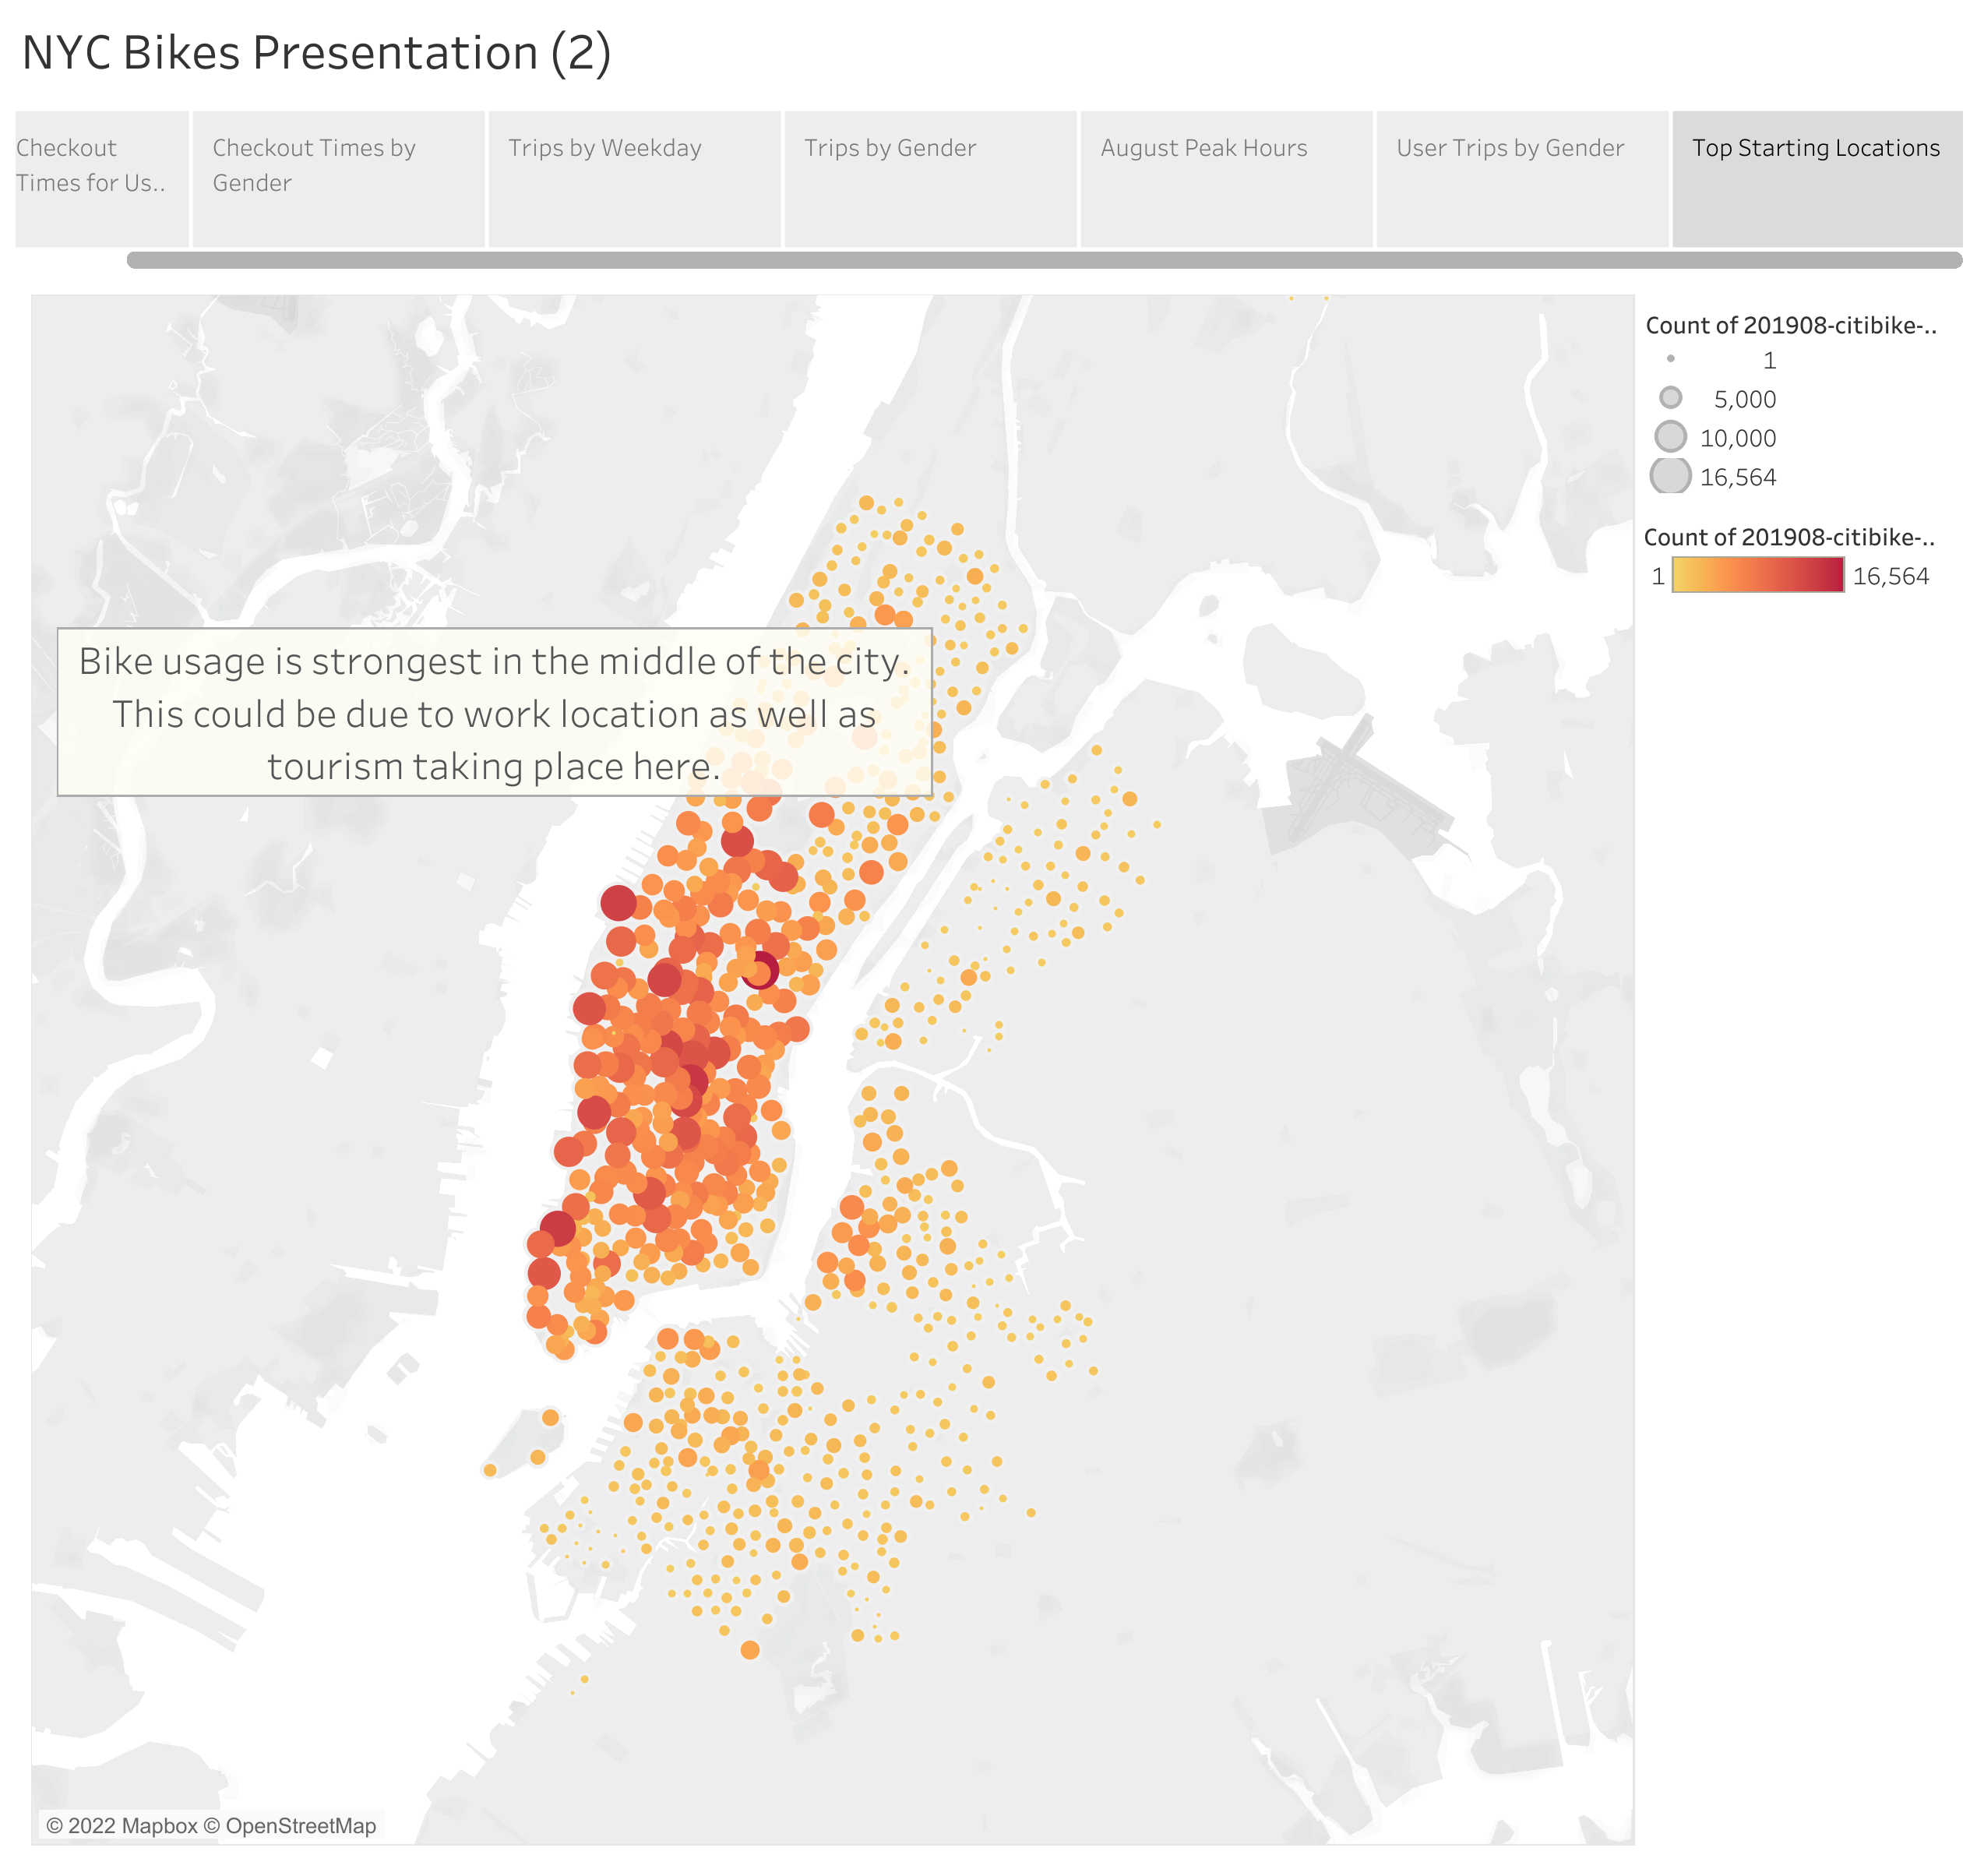 NYC Bikes Presentation (2)
Checkout
Times for Us..
Checkout Times by
Gender
Trips by Weekday
Trips by Gender
August Peak Hours
User Trips by Gender
Top Starting Locations
Count of 201908-citibike-..
1
5,000
10,000
16,564
Count of 201908-citibike-..
1
16,564
Bike usage is strongest in the middle of the city.
This could be due to work location as well as
tourism taking place here.
© 2022 Mapbox © OpenStreetMap